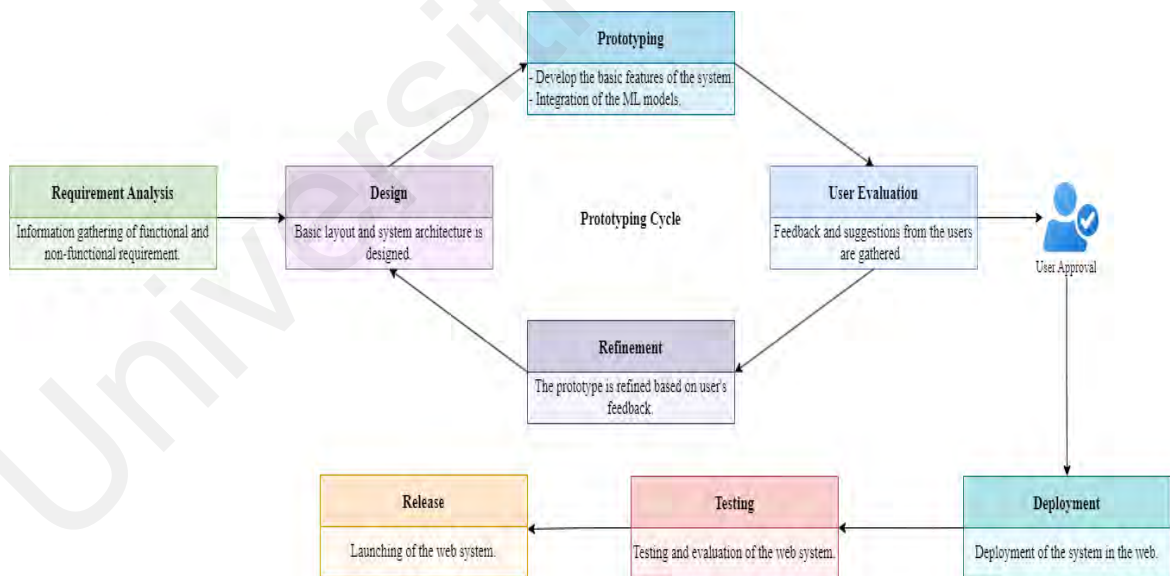 Prototyping
- Develop the basic features of the system.
- Integration of the ML models.
Requirement Analysis
Information gathering of functional and
non-functional requirement.
Design
Basic layout and system architecture is
designed.
Prototyping Cycle
User Evaluation
Feedback and suggestions from the users
are gathered
User Approval
Refinement
The prototype is refined based on user's
feedback.
Release
Launching of the web system.
Testing
Testing and evaluation of the web system.
Deployment
Deployment of the system in the web.
Universit